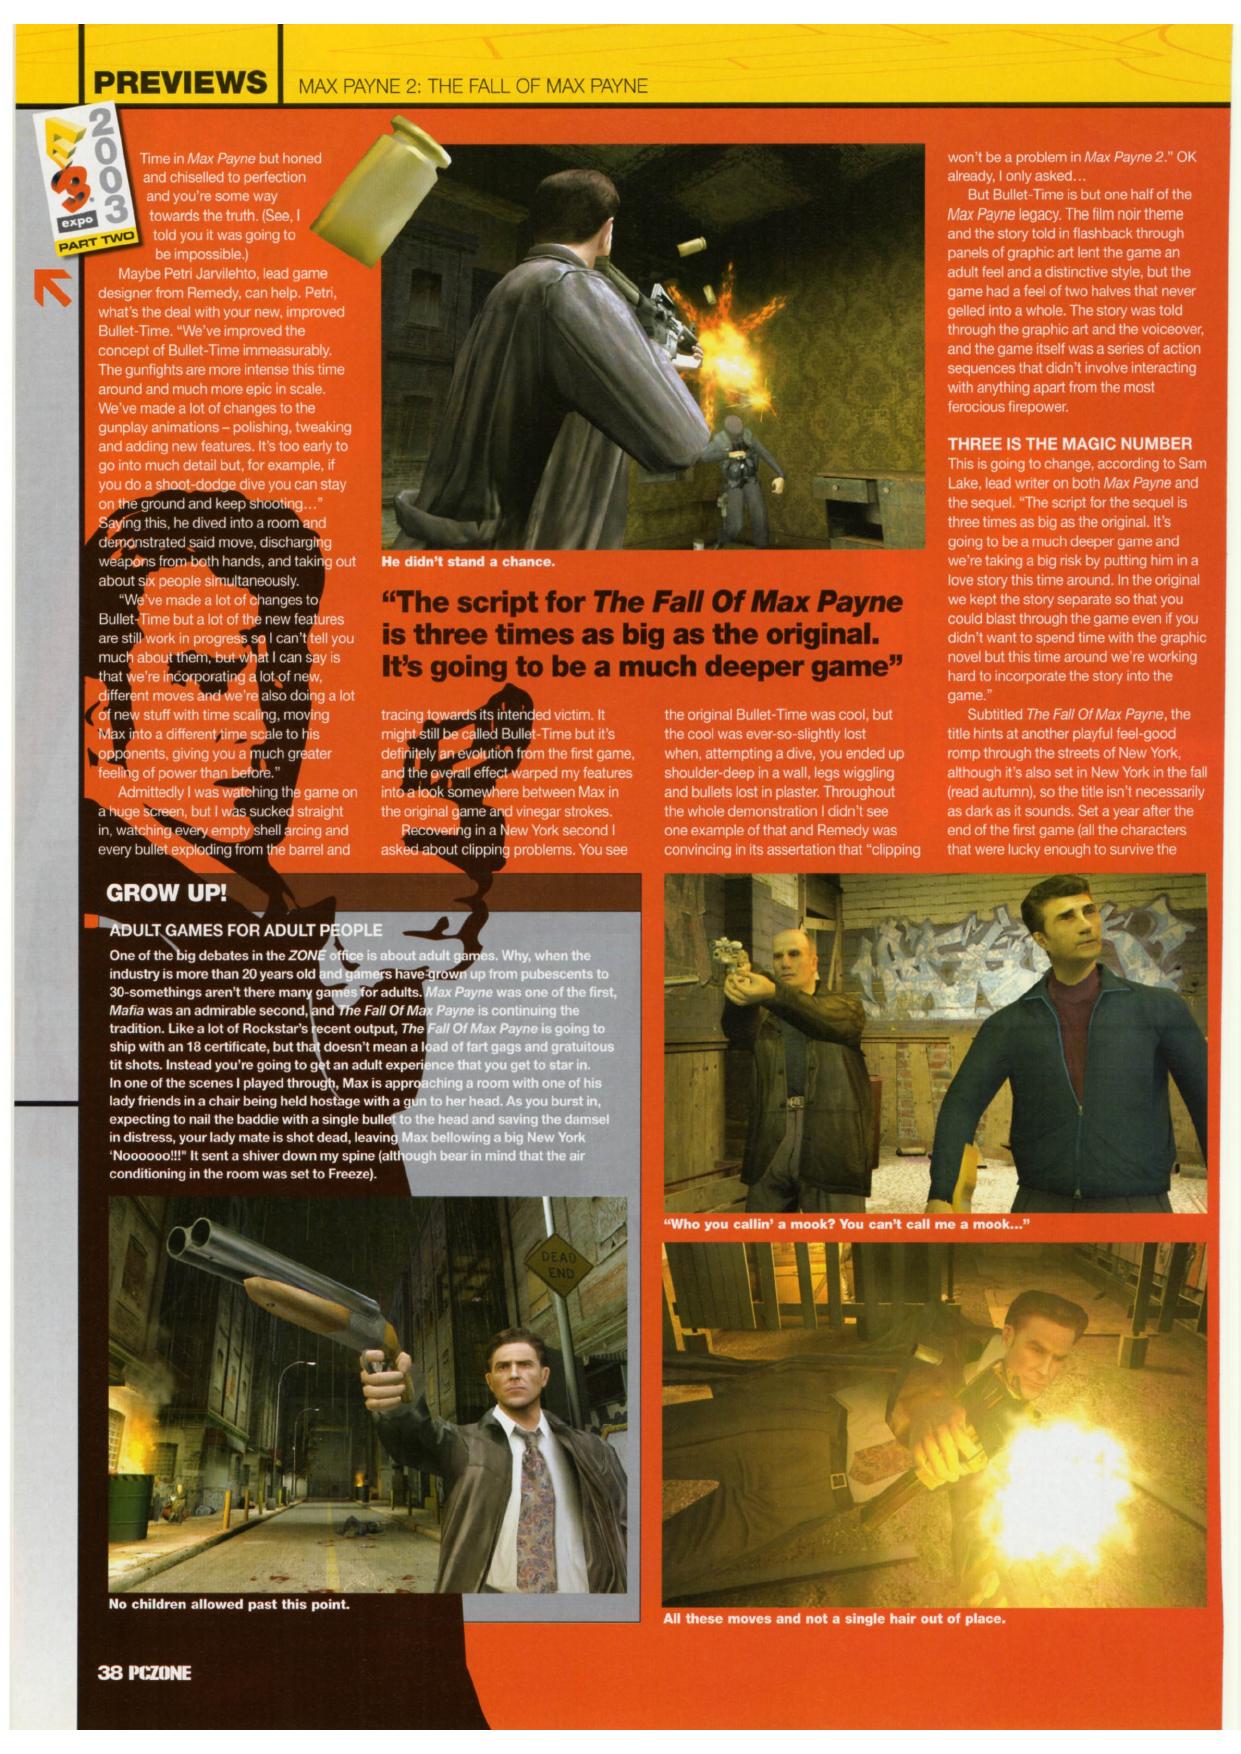 PREVIEWS
MAX PAYNE 2: THE FALL OF MAX PAYNE
E3 expo
2003
PART TWO
Time in Max Payne but honed
and chiselled to perfection
and you're some way
towards the truth. (See, I
told you it was going to
be impossible.)
Maybe Petri Jarvilehto, lead game
designer from Remedy, can help. Petri,
what's the deal with your new, improved
Bullet-Time. "We've improved the
concept of Bullet-Time immeasurably.
The gunfights are more intense this time
around and much more epic in scale.
We've made a lot of changes to the
gunplay animations – polishing, tweaking
and adding new features. It's too early to
go into much detail but, for example, if
you do a shoot-dodge dive you can stay
on the ground and keep shooting…"
Saying this, he dived into a room and
demonstrated said move, discharging
weapons from both hands, and taking out
about six people simultaneously.
"We've made a lot of changes to
Bullet-Time but a lot of the new features
are still work in progress so I can't tell you
much about them, but what I can say is
that we're incorporating a lot of new,
different moves and we're also doing a lot
of new stuff with time scaling, moving
Max into a different time scale to his
opponents, giving you a much greater
feeling of power than before."
Admittedly I was watching the game on
a huge screen, but I was sucked straight
in, watching every empty shell arcing and
every bullet exploding from the barrel and
He didn't stand a chance.
"The script for The Fall Of Max Payne
is three times as big as the original.
It's going to be a much deeper game"
tracing towards its intended victim. It
might still be called Bullet-Time but it's
definitely an evolution from the first game,
and the overall effect warped my features
into a look somewhere between Max in
the original game and vinegar strokes.
Recovering in a New York second I
asked about clipping problems. You see
the original Bullet-Time was cool, but
the cool was ever-so-slightly lost
when, attempting a dive, you ended up
shoulder-deep in a wall, legs wiggling
and bullets lost in plaster. Throughout
the whole demonstration I didn't see
one example of that and Remedy was
convincing in its assertation that "clipping
won't be a problem in Max Payne 2." OK
already, I only asked…
But Bullet-Time is but one half of the
Max Payne legacy. The film noir theme
and the story told in flashback through
panels of graphic art lent the game an
adult feel and a distinctive style, but the
game had a feel of two halves that never
gelled into a whole. The story was told
through the graphic art and the voiceover,
and the game itself was a series of action
sequences that didn't involve interacting
with anything apart from the most
ferocious firepower.
THREE IS THE MAGIC NUMBER
This is going to change, according to Sam
Lake, lead writer on both Max Payne and
the sequel. "The script for the sequel is
three times as big as the original. It's
going to be a much deeper game and
we're taking a big risk by putting him in a
love story this time around. In the original
we kept the story separate so that you
could blast through the game even if you
didn't want to spend time with the graphic
novel but this time around we're working
hard to incorporate the story into the
game."
Subtitled The Fall Of Max Payne, the
title hints at another playful feel-good
romp through the streets of New York,
although it's also set in New York in the fall
(read autumn), so the title isn't necessarily
as dark as it sounds. Set a year after the
end of the first game (all the characters
that were lucky enough to survive the
GROW UP!
ADULT GAMES FOR ADULT PEOPLE
One of the big debates in the ZONE office is about adult games. Why, when the
industry is more than 20 years old and gamers have grown up from pubescents to
30-somethings aren't there many games for adults. Max Payne was one of the first,
Mafia was an admirable second, and The Fall Of Max Payne is continuing the
tradition. Like a lot of Rockstar's recent output, The Fall Of Max Payne is going to
ship with an 18 certificate, but that doesn't mean a load of fart gags and gratuitous
tit shots. Instead you're going to get an adult experience that you get to star in.
In one of the scenes I played through, Max is approaching a room with one of his
lady friends in a chair being held hostage with a gun to her head. As you burst in,
expecting to nail the baddie with a single bullet to the head and saving the damsel
in distress, your lady mate is shot dead, leaving Max bellowing a big New York
'Noooooo!!!" It sent a shiver down my spine (although bear in mind that the air
conditioning in the room was set to Freeze).
DEAD
END
No children allowed past this point.
"Who you callin' a mook? You can't call me a mook…"
All these moves and not a single hair out of place.
38 PCZONE